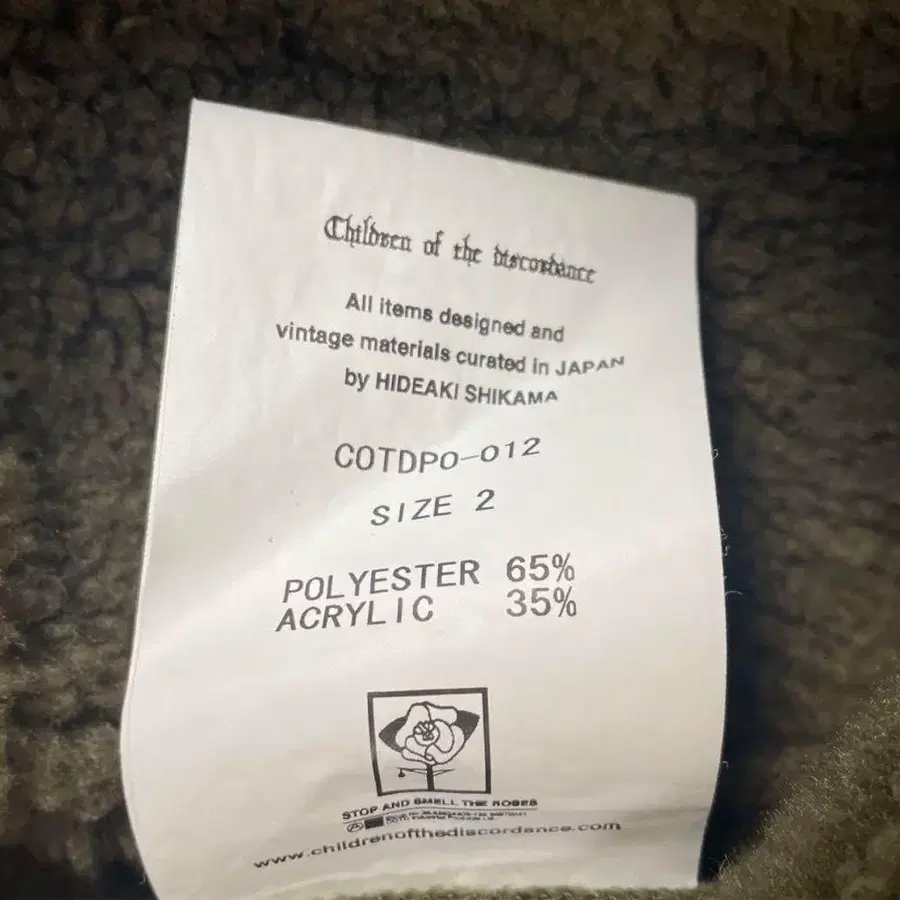 Children of the discordance
All items designed and
vintage materials curated in JAPAN
by HIDEAKI SHIKAMA
COTDPO-012
SIZE 2
POLYESTER 65%
ACRYLIC 35%
STOP AND SMELL THE ROSES
www.childrenofthediscordance.com